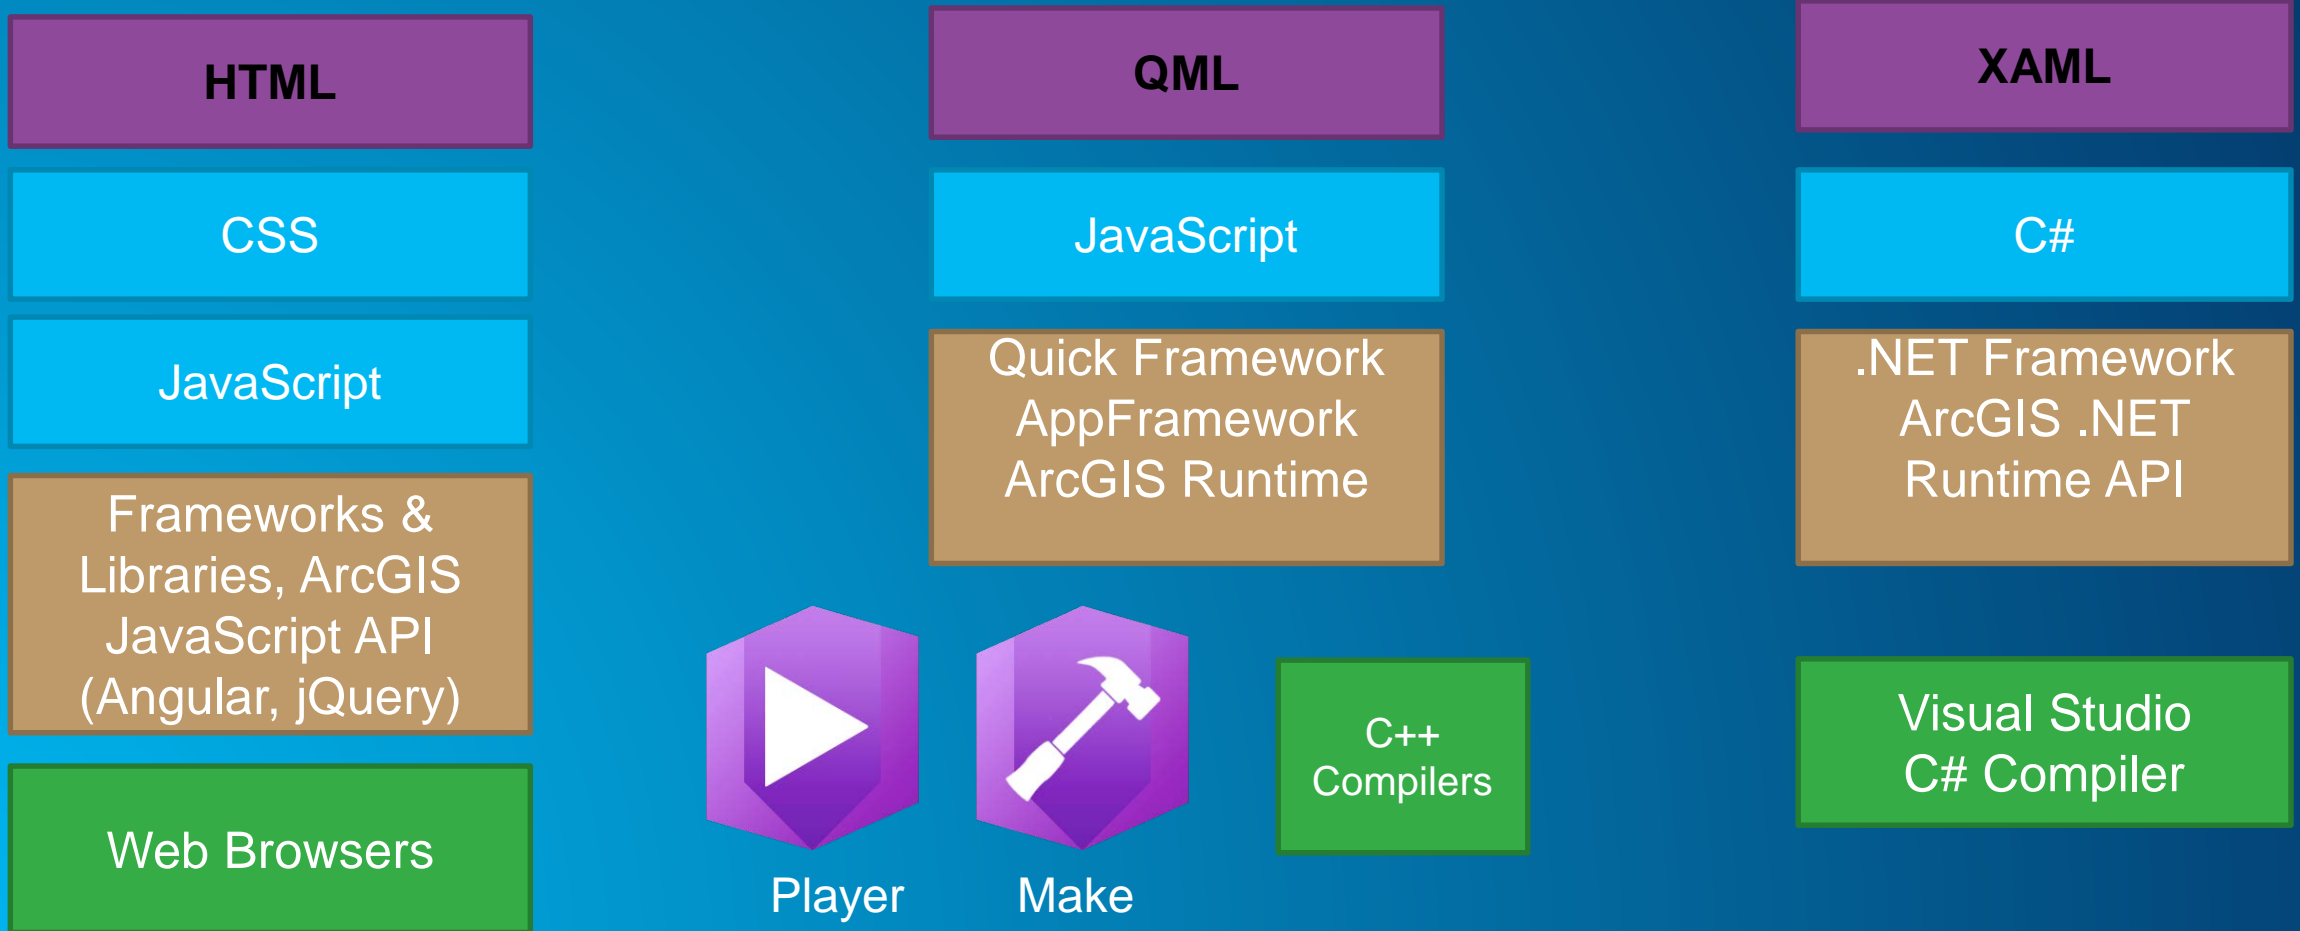 HTML
CSS
JavaScript
Frameworks &
Libraries, ArcGIS
JavaScript API
(Angular, jQuery)
Web Browsers
QML
JavaScript
Quick Framework
AppFramework
ArcGIS Runtime
Player
Make
C++
Compilers
XAML
C#
.NET Framework
ArcGIS .NET
Runtime API
Visual Studio
C# Compiler